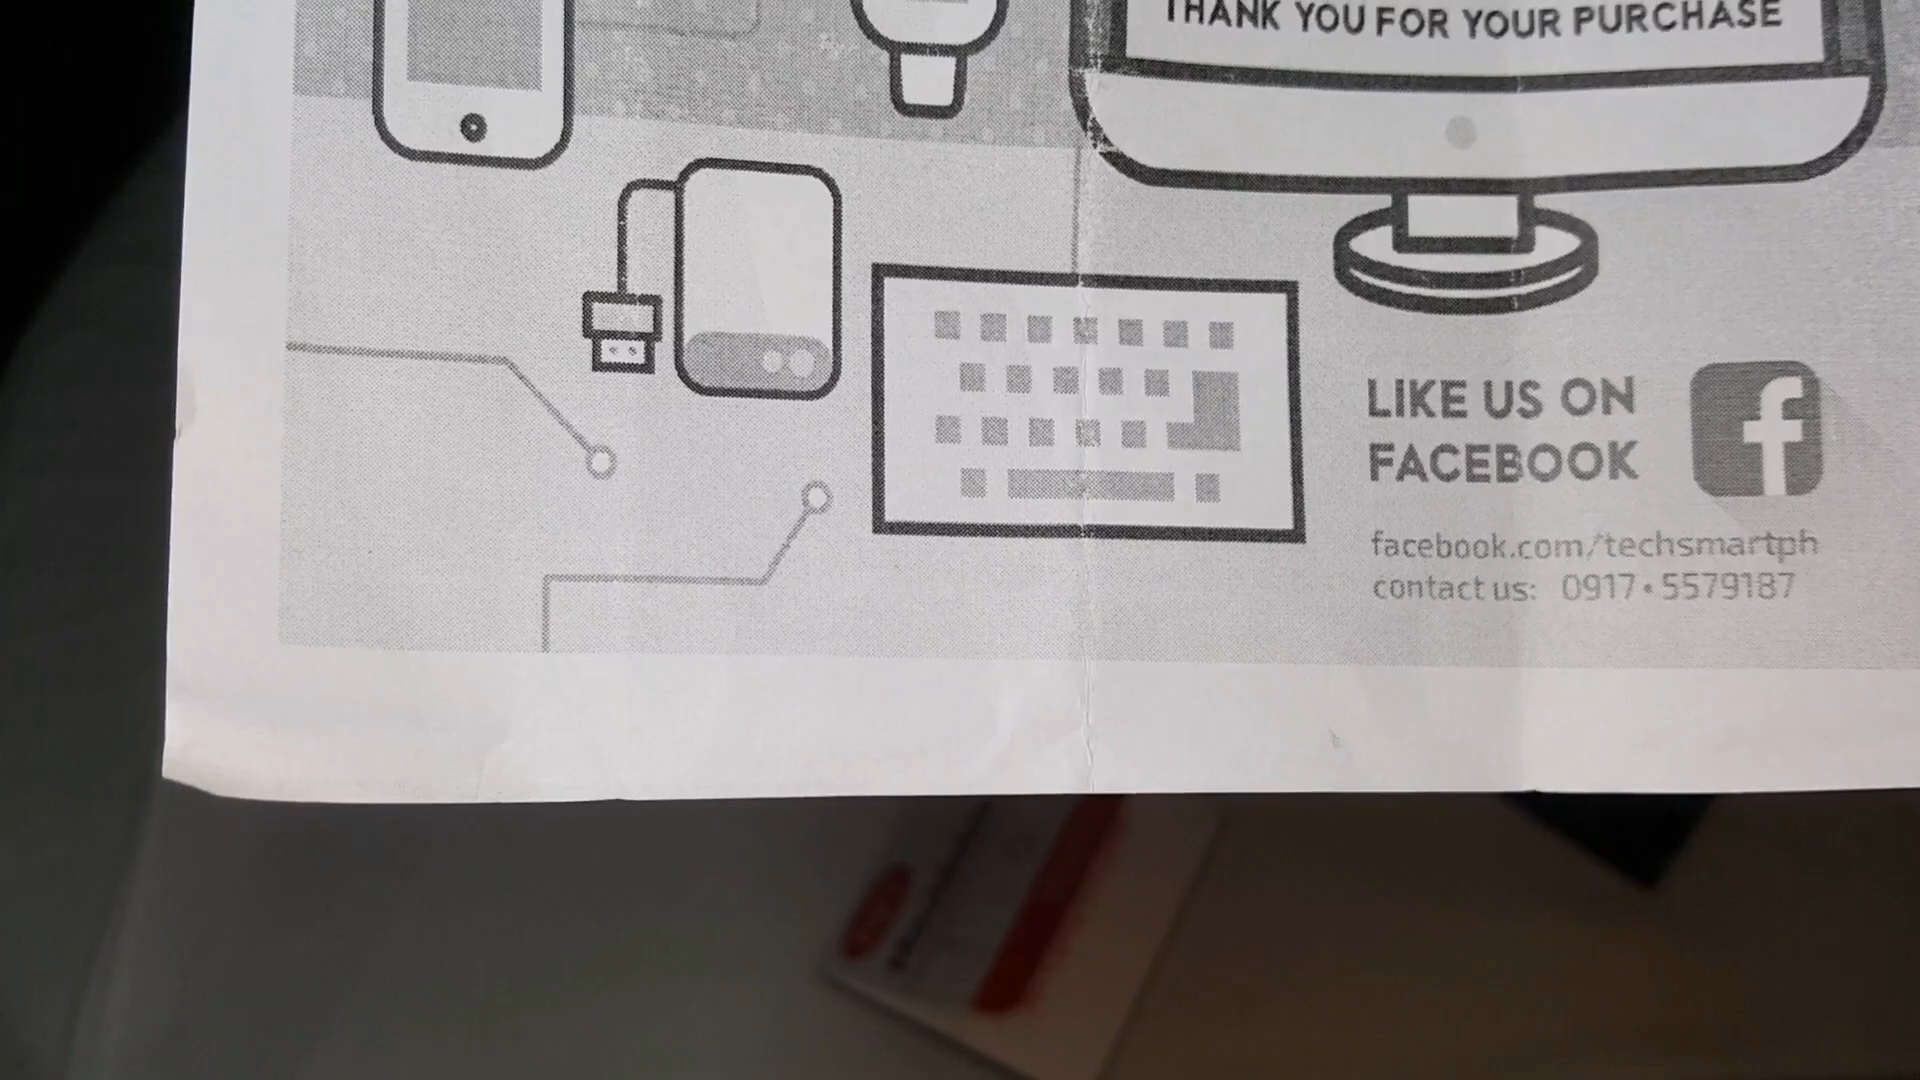 THANK YOU FOR YOUR PURCHASE
LIKE US ON
FACEBOOK
facebook.com/techsmartph
contact us: 0917•5579187